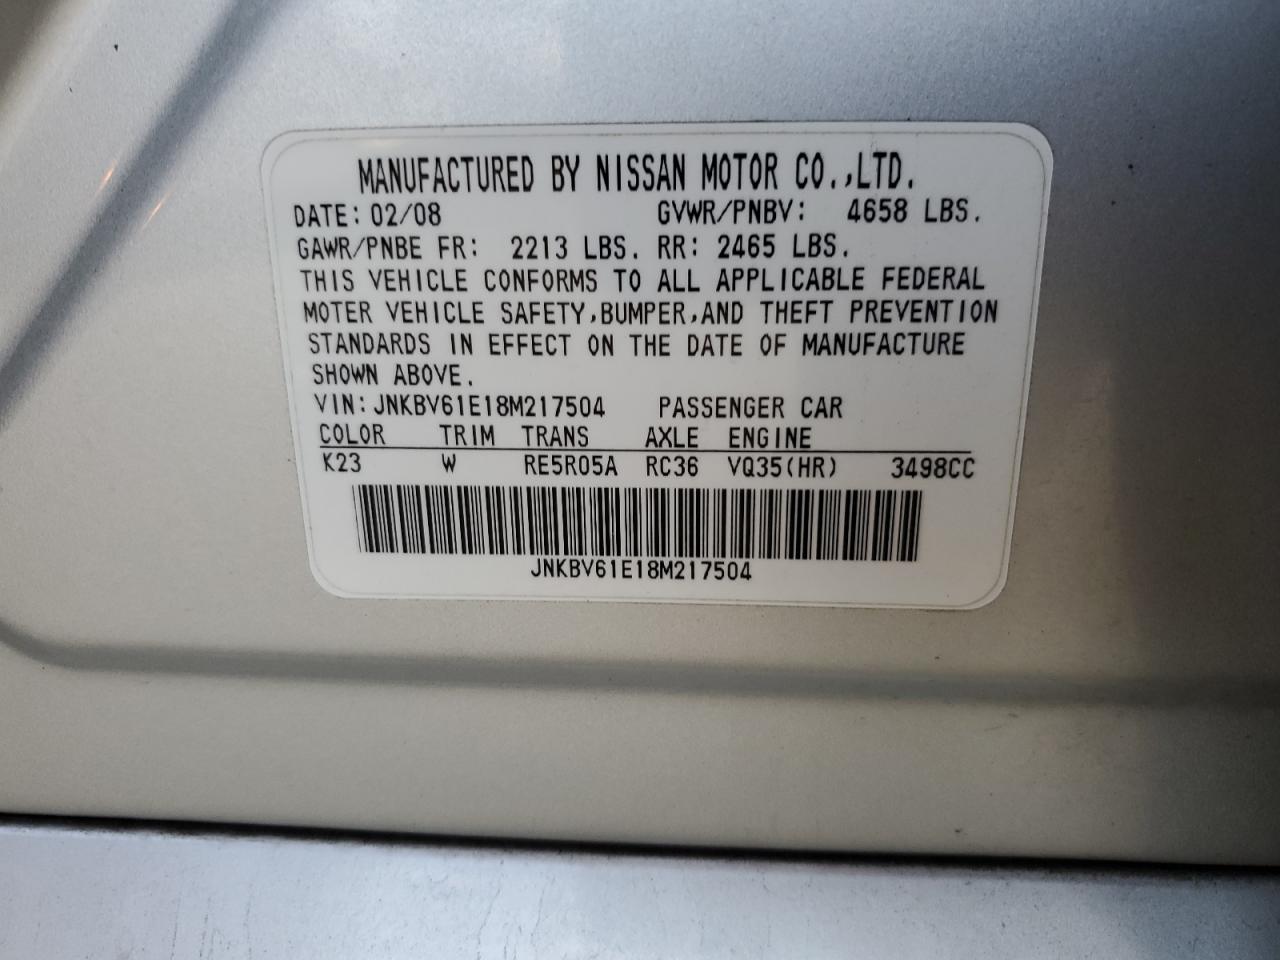 MANUFACTURED BY NISSAN MOTOR CO.,LTD.
DATE: 02/08 GVWR/PNBV: 4658 LBS.
GAWR/PNBE FR: 2213 LBS. RR: 2465 LBS.
THIS VEHICLE CONFORMS TO ALL APPLICABLE FEDERAL
MOTER VEHICLE SAFETY,BUMPER,AND THEFT PREVENTION
STANDARDS IN EFFECT ON THE DATE OF MANUFACTURE
SHOWN ABOVE.
VIN: JNKBV61E18M217504 PASSENGER CAR
COLOR TRIM TRANS AXLE ENGINE
K23 W RE5R05A RC36 VQ35(HR) 3498CC
JNKBV61E18M217504